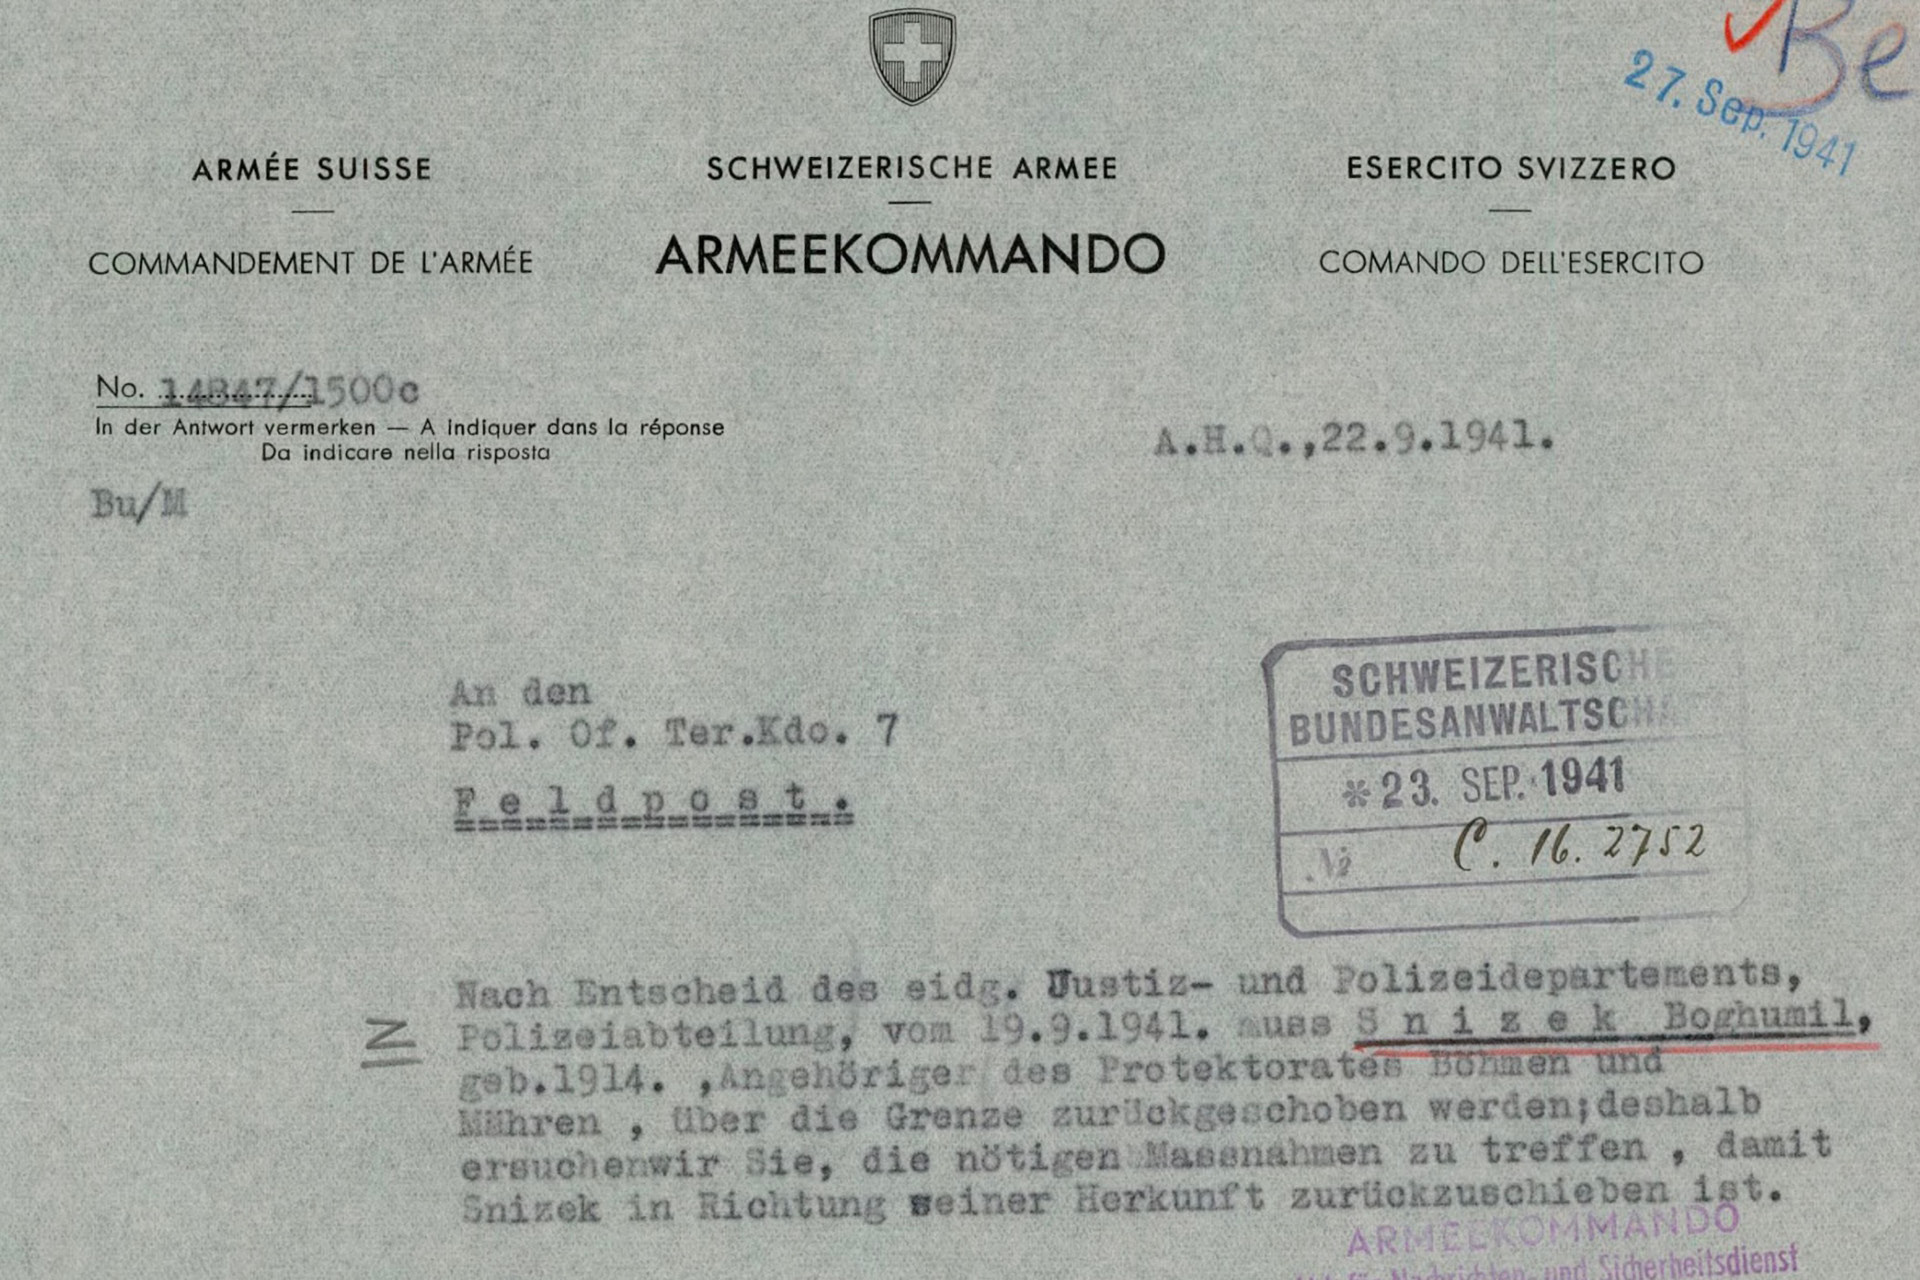 Be
27. Sep. 1941
ARMÉE SUISSE
COMMANDEMENT DE L'ARMÉE
SCHWEIZERISCHE ARMEE
ARMEEKOMMANDO
ESERCITO SVIZZERO
COMANDO DELL'ESERCITO
No. 14847/1500c
In der Antwort vermerken — A indiquer dans la réponse
Da indicare nella risposta
A.H.Q.,22.9.1941.
Bu/M
An den
Pol. Of. Ter.Kdo. 7
F e l d p o s t .
SCHWEIZERISCHE
BUNDESANWALTSCHA
* 23. SEP. 1941
№ C. 16. 2752
Nach Entscheid des eidg. Justiz- und Polizeidepartements,
Polizeiabteilung, vom 19.9.1941. muss S n i z e k Boghumil,
geb.1914. ,Angehöriger des Protektorates Böhmen und
Mähren , über die Grenze zurückgeschoben werden;deshalb
ersuchenwir Sie, die nötigen Massnahmen zu treffen , damit
Snizek in Richtung seiner Herkunft zurückzuschieben ist.
ARMEEKOMMANDO
für Nachrichten- und Sicherheitsdienst